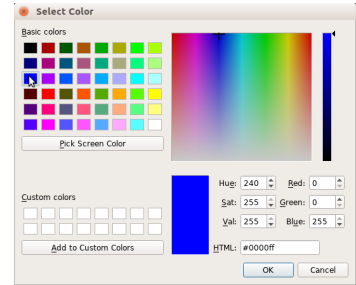 Select Color
Basic colors
Pick Screen Color
Custom colors
Add to Custom Colors
Hue: 240 Red: 0
Sat: 255 Green: 0
Val: 255 Blue: 255
HTML: #0000ff
OK Cancel